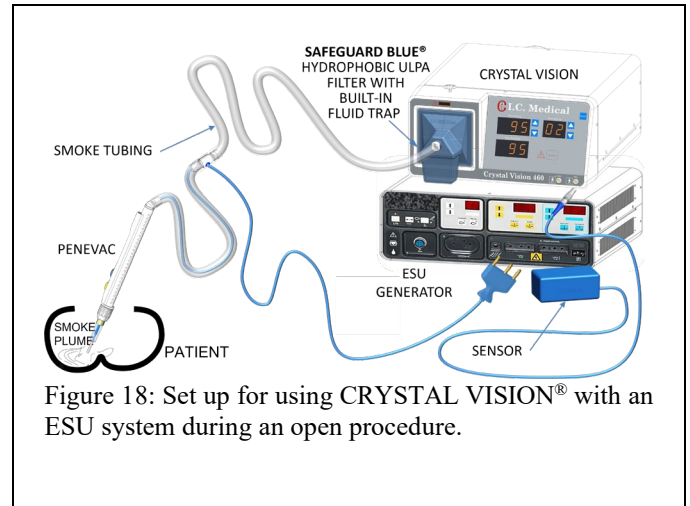 SAFEGUARD BLUE®
HYDROPHOBIC ULPA
FILTER WITH
BUILT-IN
FLUID TRAP
CRYSTAL VISION
I.C. Medical
95 02
95
Crystal Vision 460
SMOKE TUBING
PENEVAC
ESU
GENERATOR
SMOKE
PLUME
PATIENT
SENSOR
Figure 18: Set up for using CRYSTAL VISION® with an
ESU system during an open procedure.